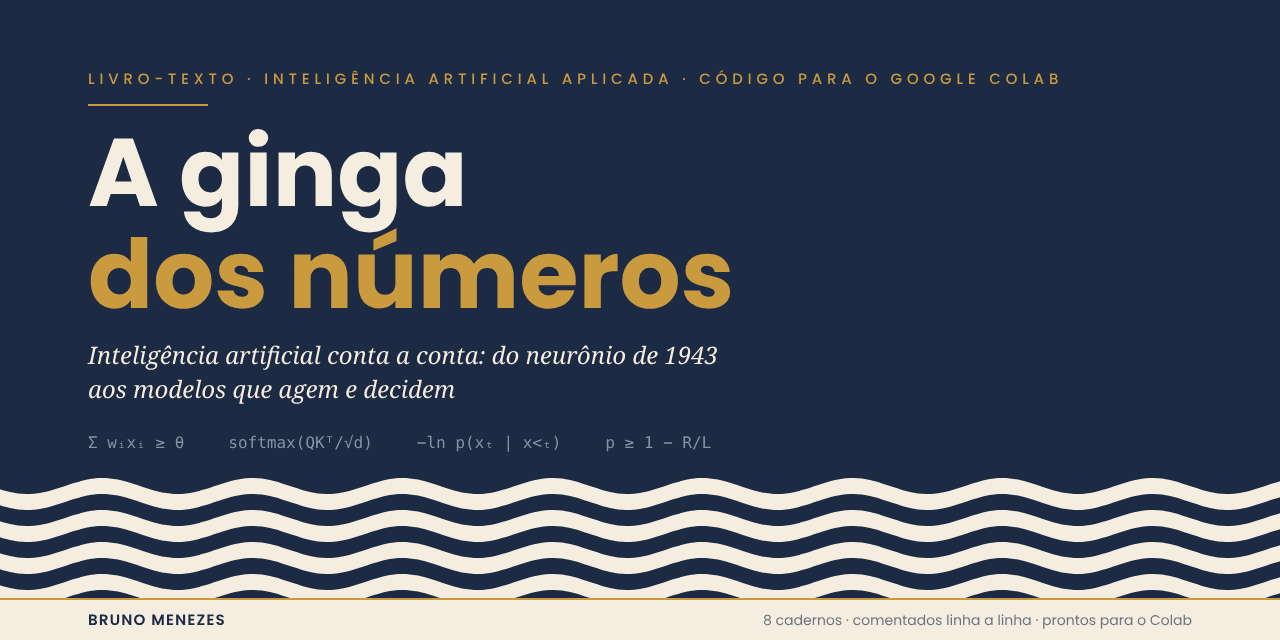 LIVRO-TEXTO · INTELIGÊNCIA ARTIFICIAL APLICADA · CÓDIGO PARA O GOOGLE COLAB
A ginga
dos números
Inteligência artificial conta a conta: do neurônio de 1943
aos modelos que agem e decidem
Σ wᵢxᵢ ≥ θ softmax(QKᵀ/√d) −ln p(xₜ | x<ₜ) p ≥ 1 − R/L
BRUNO MENEZES
8 cadernos · comentados linha a linha · prontos para o Colab